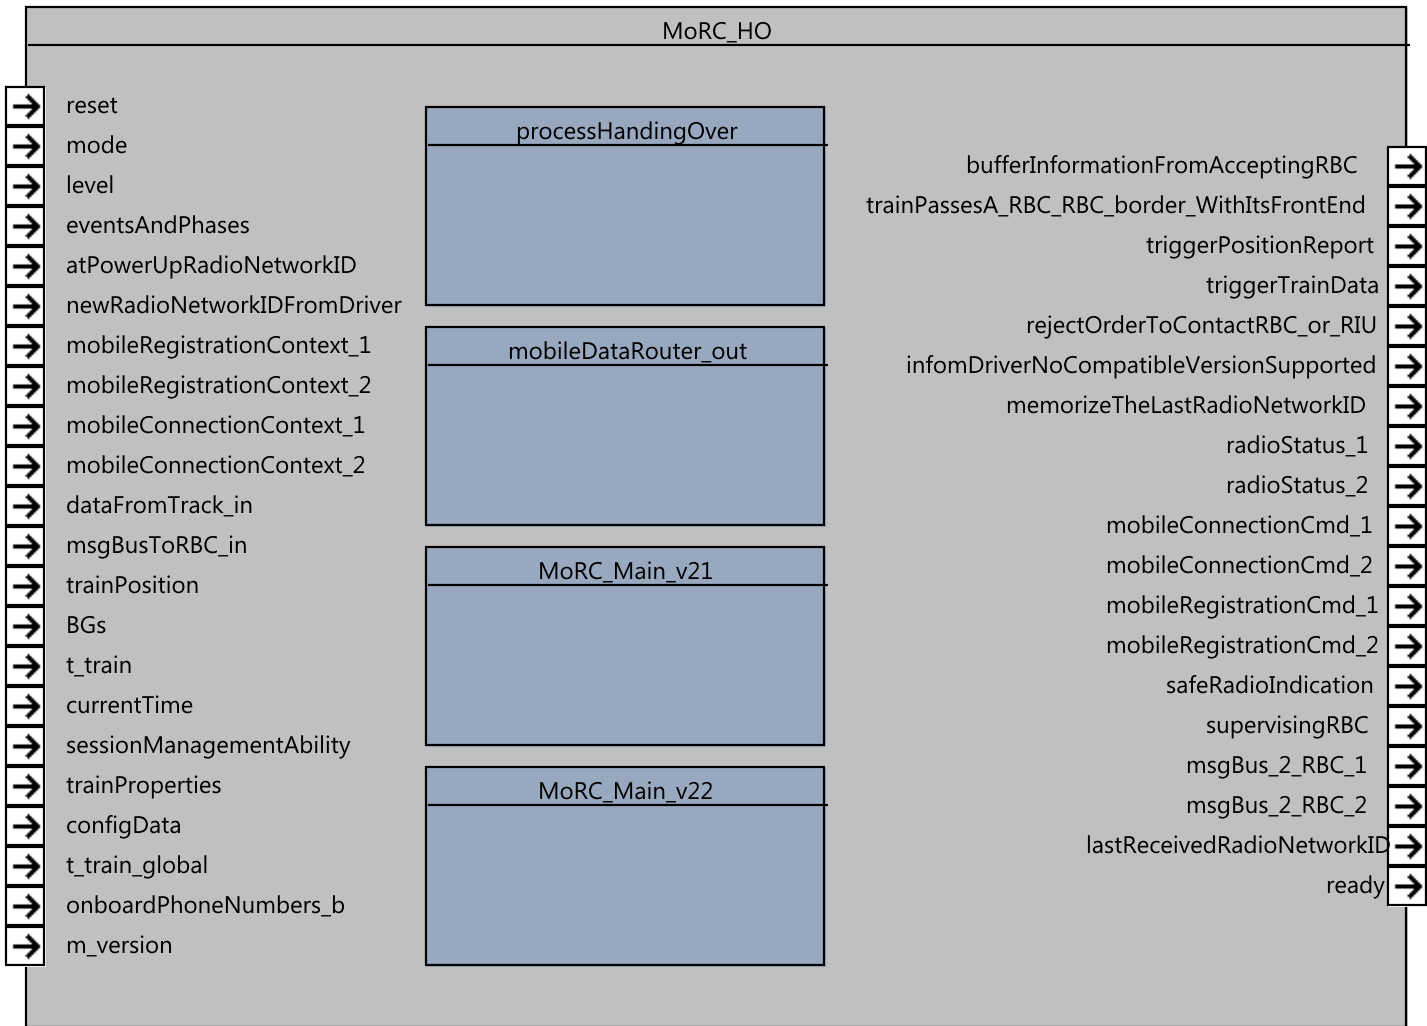 MoRC_HO
reset
mode
level
eventsAndPhases
atPowerUpRadioNetworkID
newRadioNetworkIDFromDriver
mobileRegistrationContext_1
mobileRegistrationContext_2
mobileConnectionContext_1
mobileConnectionContext_2
dataFromTrack_in
msgBusToRBC_in
trainPosition
BGs
t_train
currentTime
sessionManagementAbility
trainProperties
configData
t_train_global
onboardPhoneNumbers_b
m_version
processHandingOver
mobileDataRouter_out
MoRC_Main_v21
MoRC_Main_v22
bufferInformationFromAcceptingRBC
trainPassesA_RBC_RBC_border_WithItsFrontEnd
triggerPositionReport
triggerTrainData
rejectOrderToContactRBC_or_RIU
infomDriverNoCompatibleVersionSupported
memorizeTheLastRadioNetworkID
radioStatus_1
radioStatus_2
mobileConnectionCmd_1
mobileConnectionCmd_2
mobileRegistrationCmd_1
mobileRegistrationCmd_2
safeRadioIndication
supervisingRBC
msgBus_2_RBC_1
msgBus_2_RBC_2
lastReceivedRadioNetworkID
ready